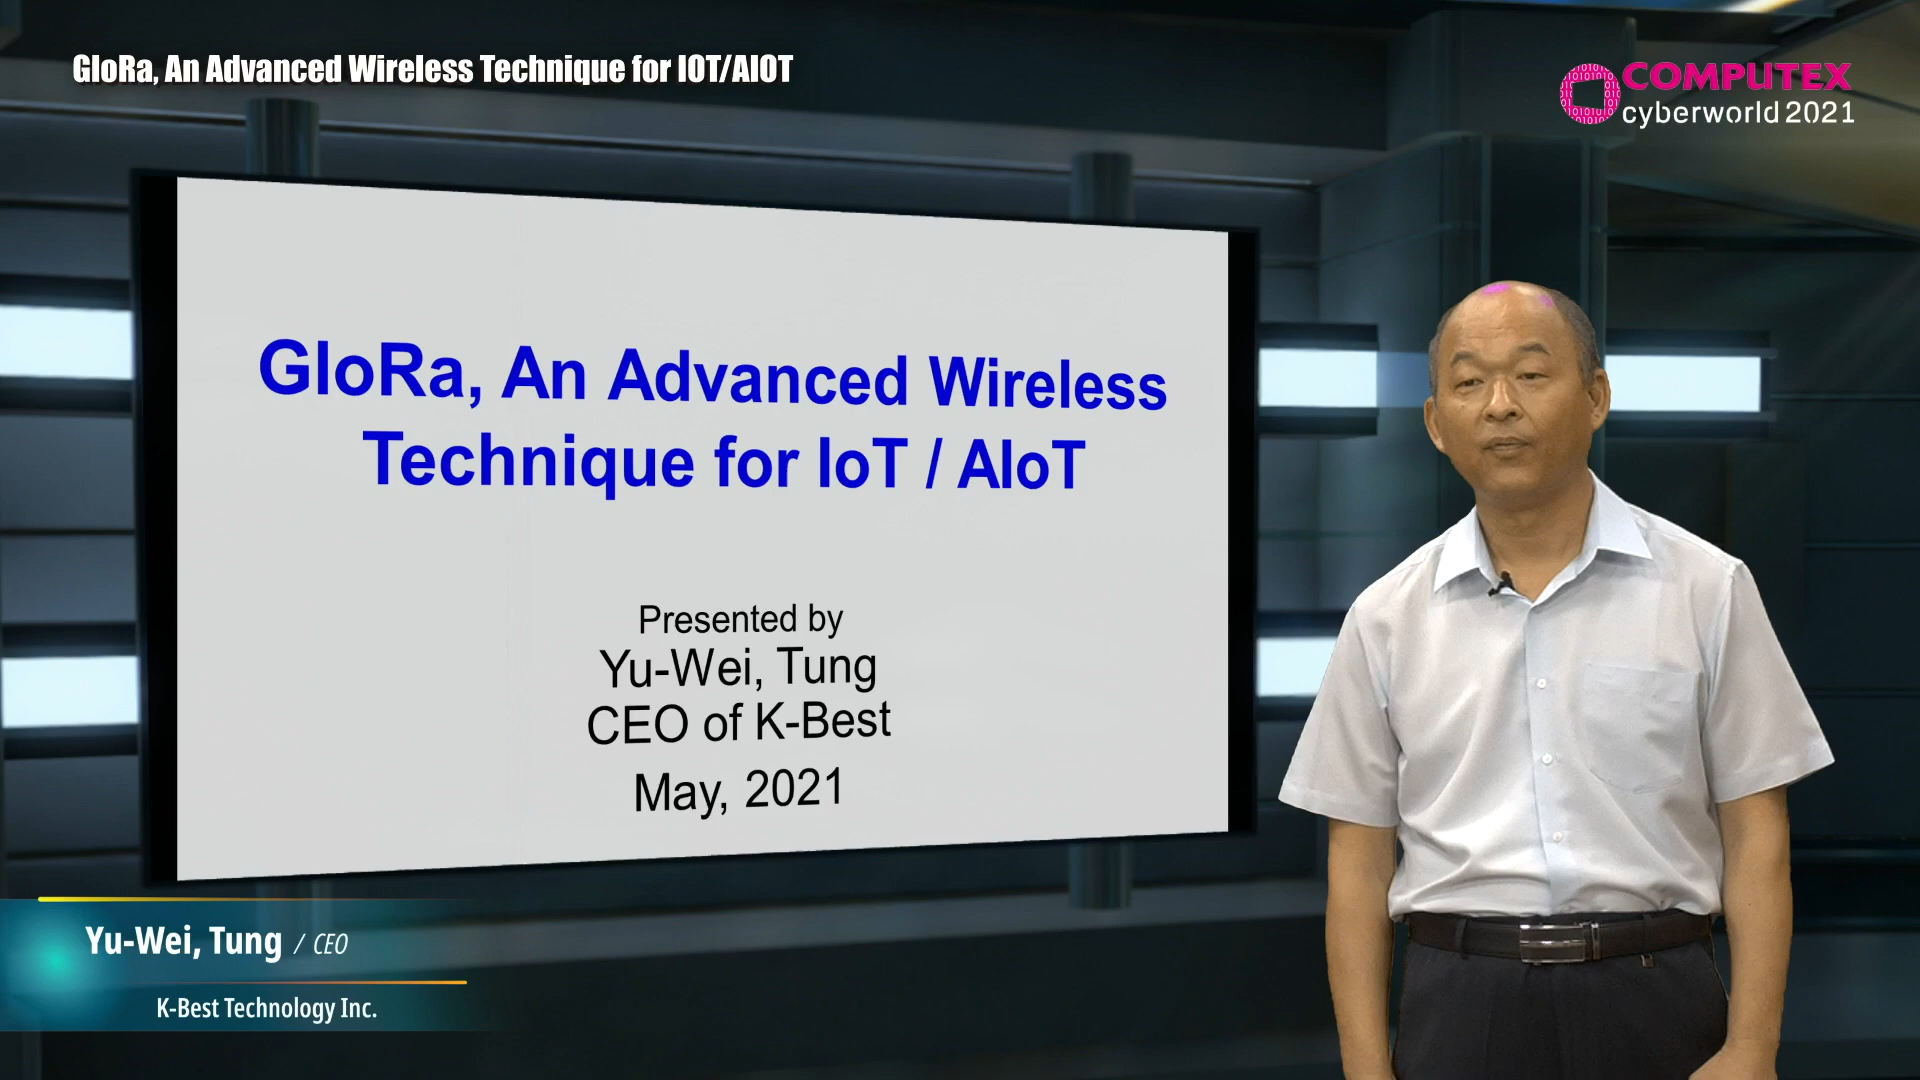 GloRa, An Advanced Wireless Technique for IOT/AIOT
COMPUTEX
cyberworld 2021
GloRa, An Advanced Wireless
Technique for IoT / AIoT
Presented by
Yu-Wei, Tung
CEO of K-Best
May, 2021
Yu-Wei, Tung / CEO
K-Best Technology Inc.